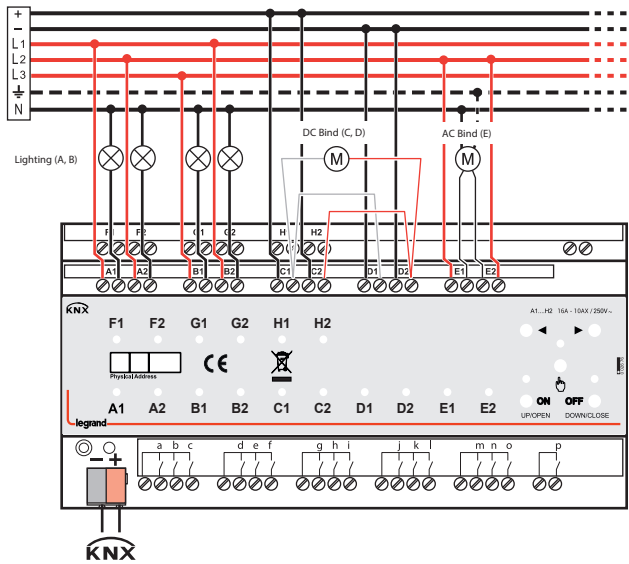 +
−
L1
L2
L3
N
Lighting (A, B)
DC Bind (C, D)
AC Bind (E)
M
M
F1 F2 G1 G2 H1 H2
A1 A2 B1 B2 C1 C2 D1 D2 E1 E2
KNX
A1....H2 16A - 10AX / 250V~
F1 F2 G1 G2 H1 H2
Physical Address
CE
ON OFF
UP/OPEN DOWN/CLOSE
A1 A2 B1 B2 C1 C2 D1 D2 E1 E2
legrand
− +
a b c d e f g h i j k l m n o p
KNX